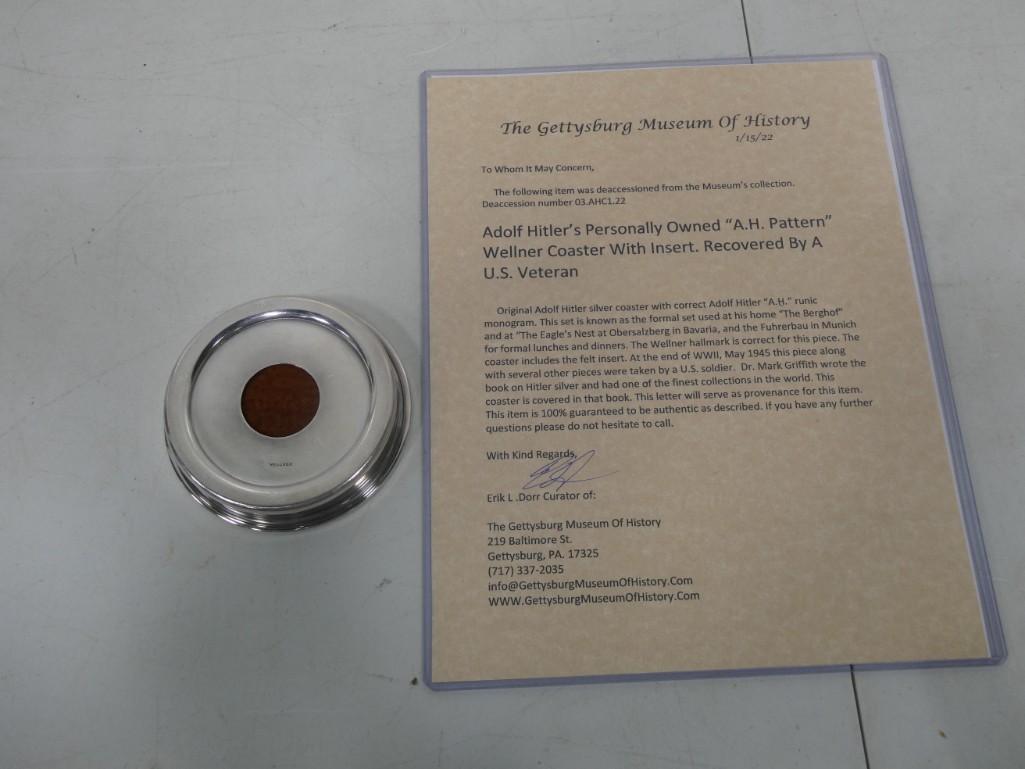 The Gettysburg Museum Of History
1/15/22
To Whom It May Concern,
The following item was deaccessioned from the Museum's collection.
Deaccession number 03.AHC1.22
Adolf Hitler's Personally Owned "A.H. Pattern"
Wellner Coaster With Insert. Recovered By A
U.S. Veteran
Original Adolf Hitler silver coaster with correct Adolf Hitler "A.H." runic
monogram. This set is known as the formal set used at his home "The Berghof"
and at "The Eagle's Nest at Obersalzberg in Bavaria, and the Fuhrerbau in Munich
for formal lunches and dinners. The Wellner hallmark is correct for this piece. The
coaster includes the felt insert. At the end of WWII, May 1945 this piece along
with several other pieces were taken by a U.S. soldier. Dr. Mark Griffith wrote the
book on Hitler silver and had one of the finest collections in the world. This
coaster is covered in that book. This letter will serve as provenance for this item.
This item is 100% guaranteed to be authentic as described. If you have any further
questions please do not hesitate to call.
With Kind Regards,
Erik L .Dorr Curator of:
The Gettysburg Museum Of History
219 Baltimore St.
Gettysburg, PA. 17325
(717) 337-2035
info@GettysburgMuseumOfHistory.Com
WWW.GettysburgMuseumOfHistory.Com
WELLNER